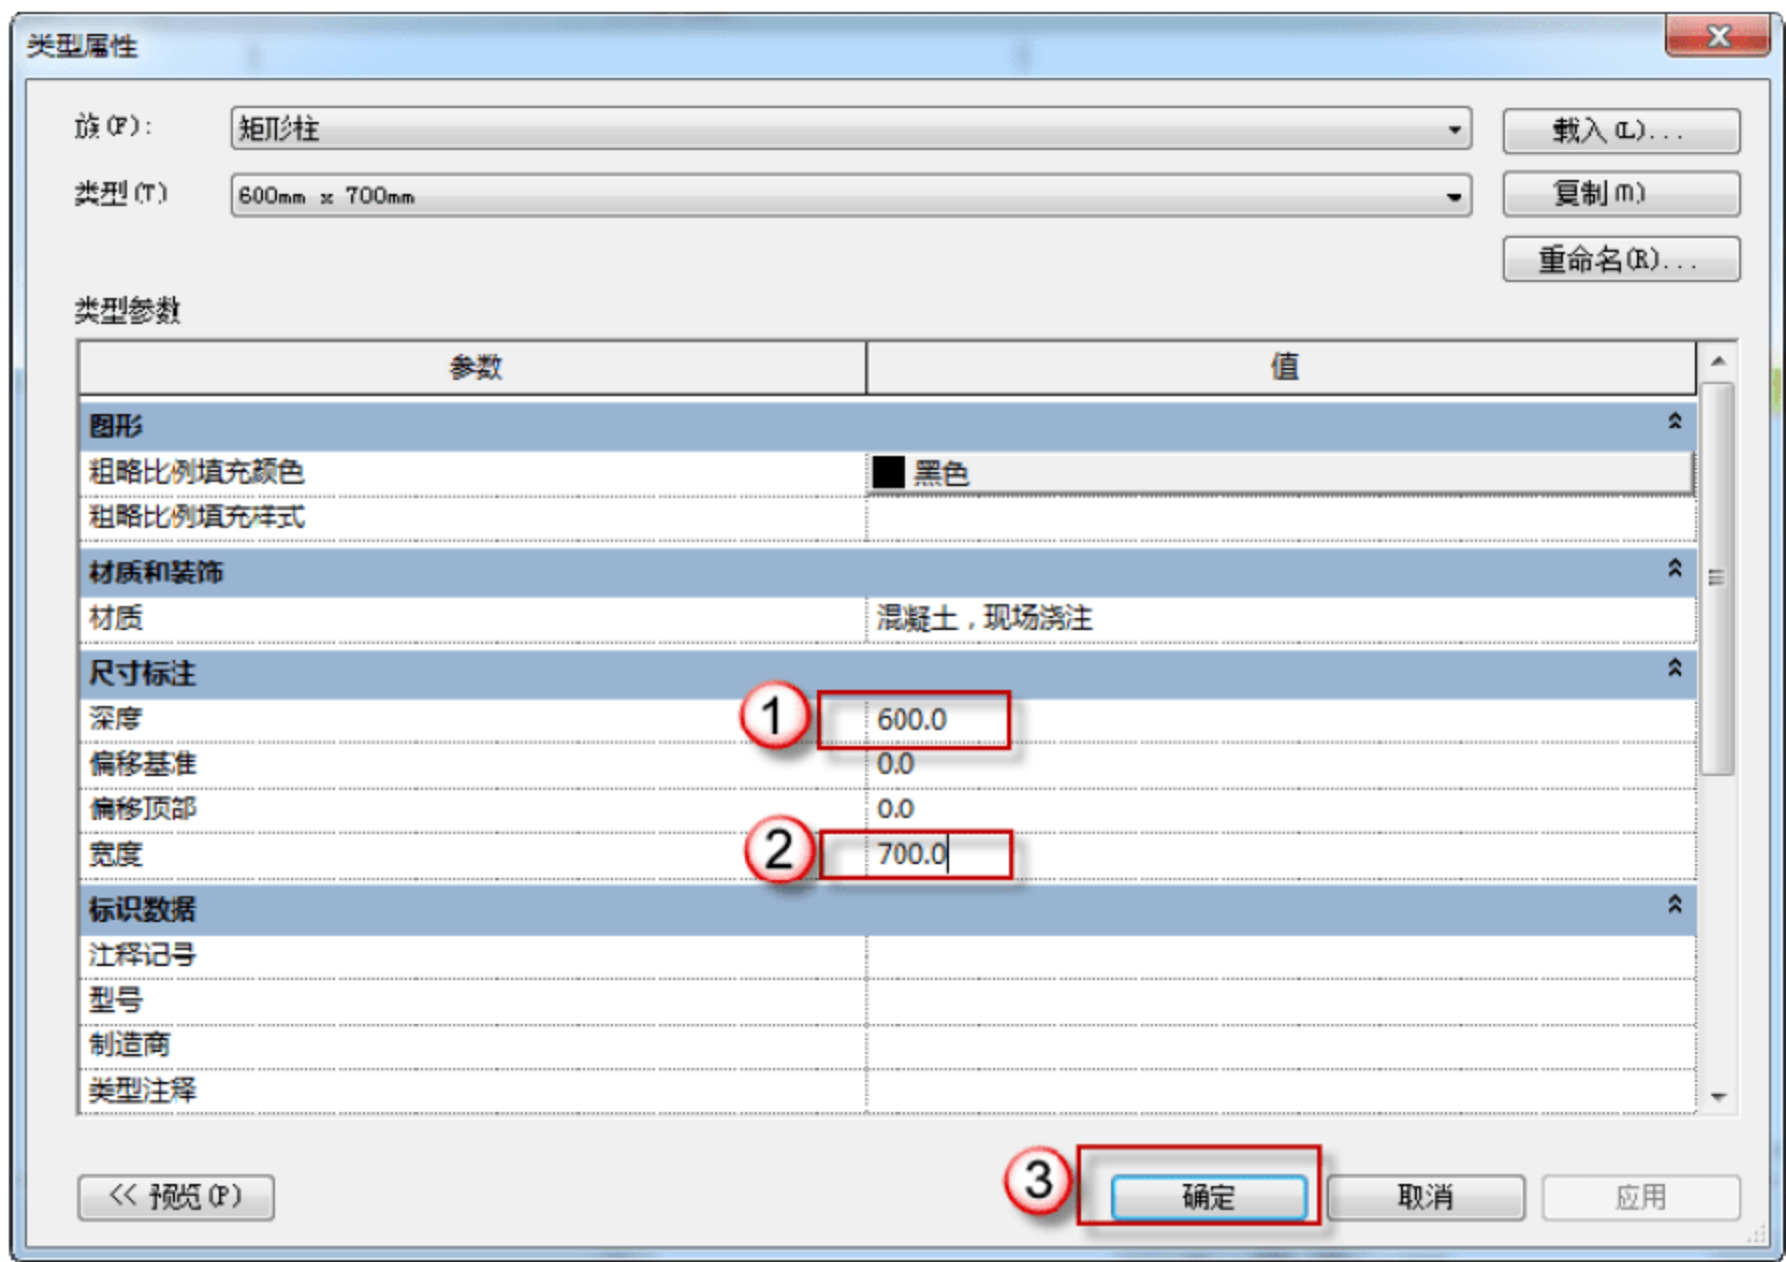 类型属性
族(F): 矩形柱 载入(L)...
类型(T) 600mm x 700mm 复制(D)
重命名(R)...
类型参数
参数 值
图形
粗略比例填充颜色 黑色
粗略比例填充样式
材质和装饰
材质 混凝土,现场浇注
尺寸标注
深度 1 600.0
偏移基准 0.0
偏移顶部 0.0
宽度 2 700.0
标识数据
注释记号
型号
制造商
类型注释
<< 预览(P) 3 确定 取消 应用